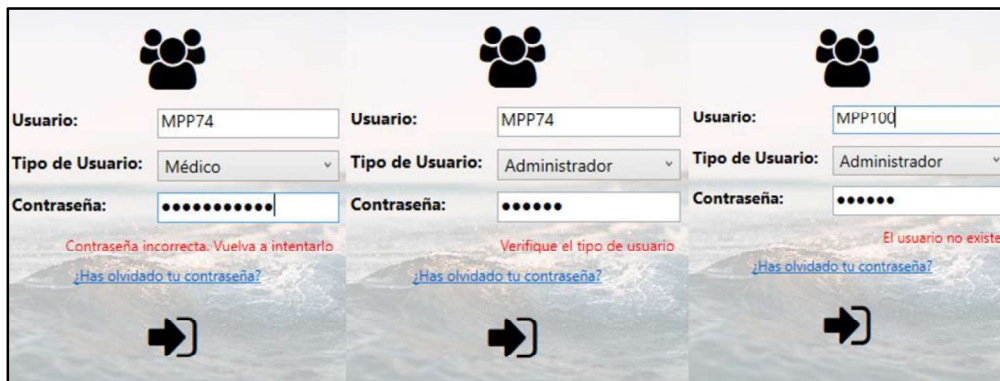 Usuario: MPP74
Tipo de Usuario: Médico
Contraseña: ●●●●●●●●●●●
Contraseña incorrecta. Vuelva a intentarlo
¿Has olvidado tu contraseña?
Usuario: MPP74
Tipo de Usuario: Administrador
Contraseña: ●●●●●●
Verifique el tipo de usuario
¿Has olvidado tu contraseña?
Usuario: MPP100
Tipo de Usuario: Administrador
Contraseña: ●●●●●●
El usuario no existe
¿Has olvidado tu contraseña?